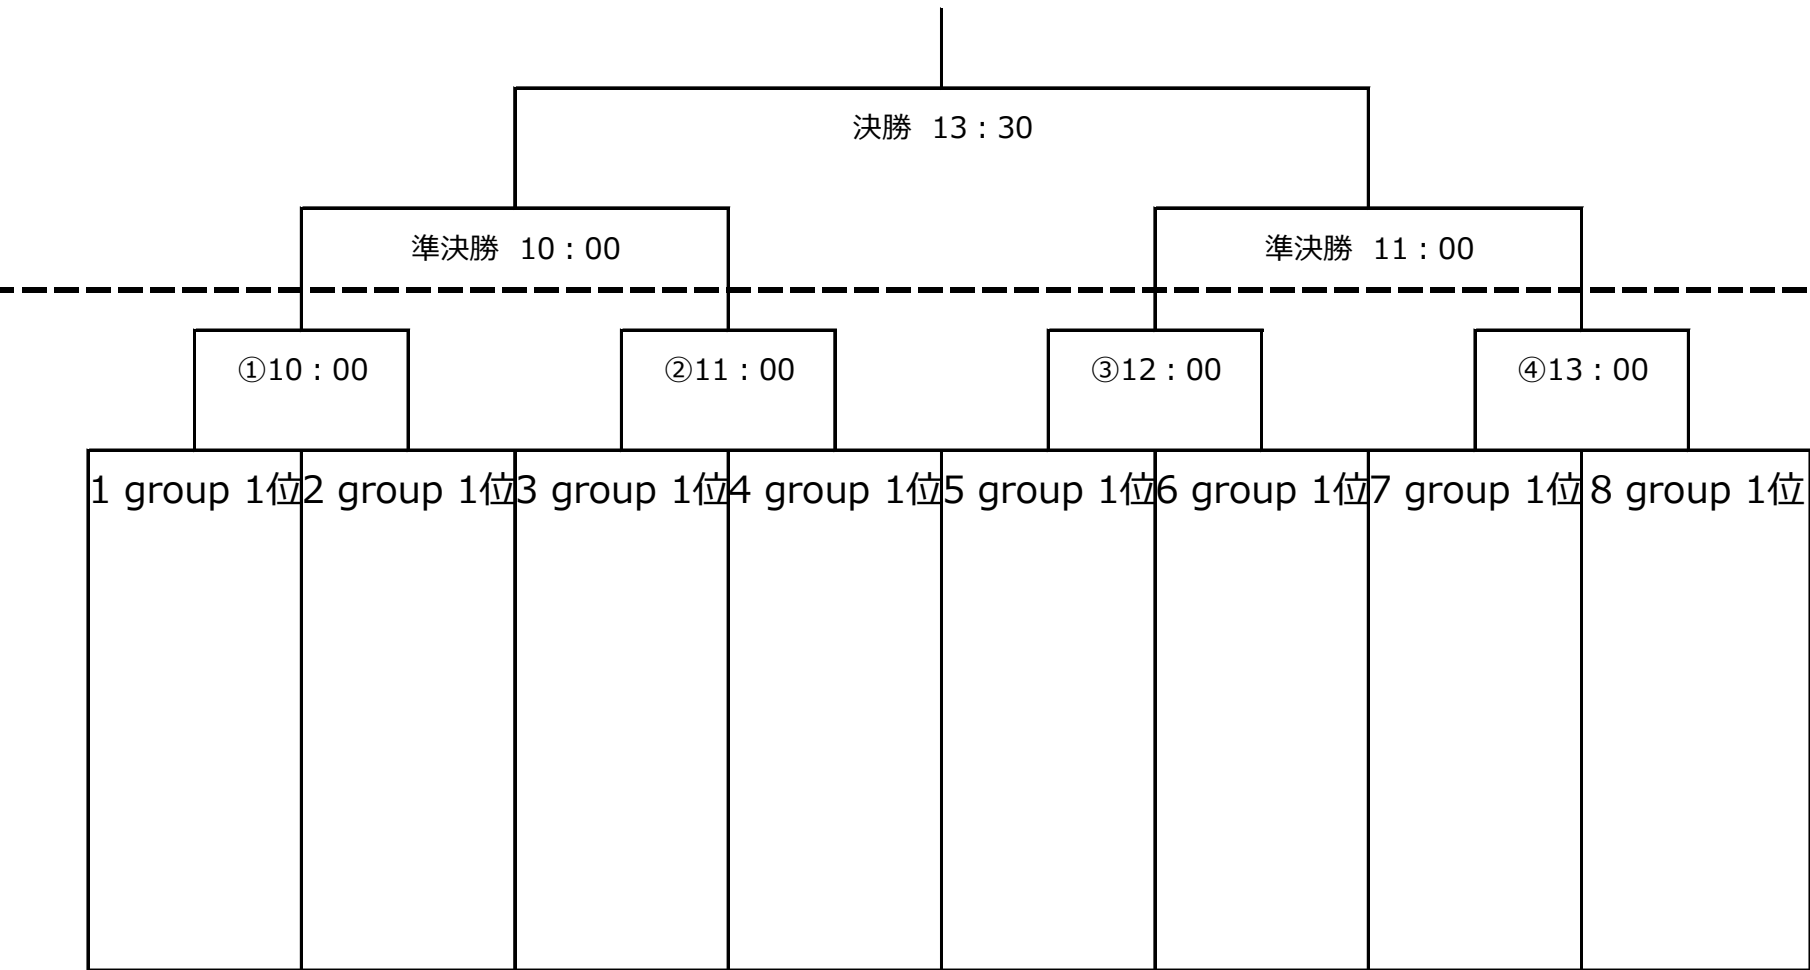 決勝 13：30
準決勝 10：00
準決勝 11：00
①10：00
②11：00
③12：00
④13：00
1 group 1位
2 group 1位
3 group 1位
4 group 1位
5 group 1位
6 group 1位
7 group 1位
8 group 1位